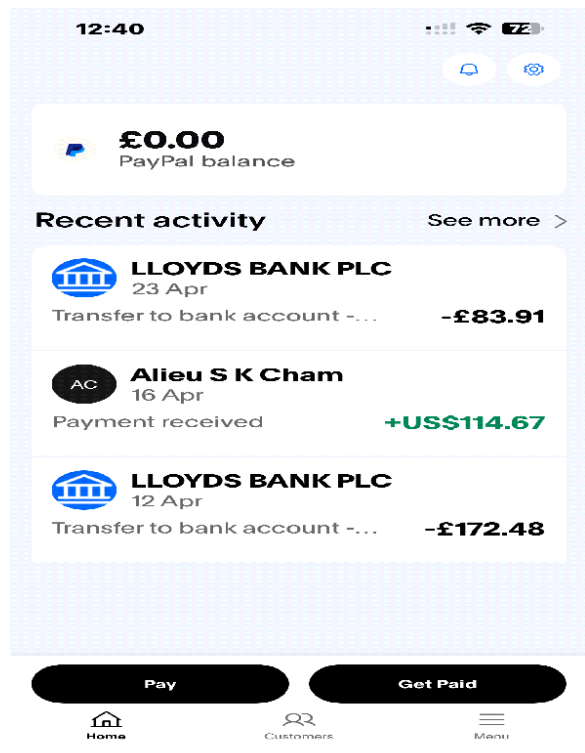 12:40
72
£0.00
PayPal balance
Recent activity
See more >
LLOYDS BANK PLC
23 Apr
Transfer to bank account -... -£83.91
AC
Alieu S K Cham
16 Apr
Payment received +US$114.67
LLOYDS BANK PLC
12 Apr
Transfer to bank account -... -£172.48
Pay
Get Paid
Home
Customers
Menu